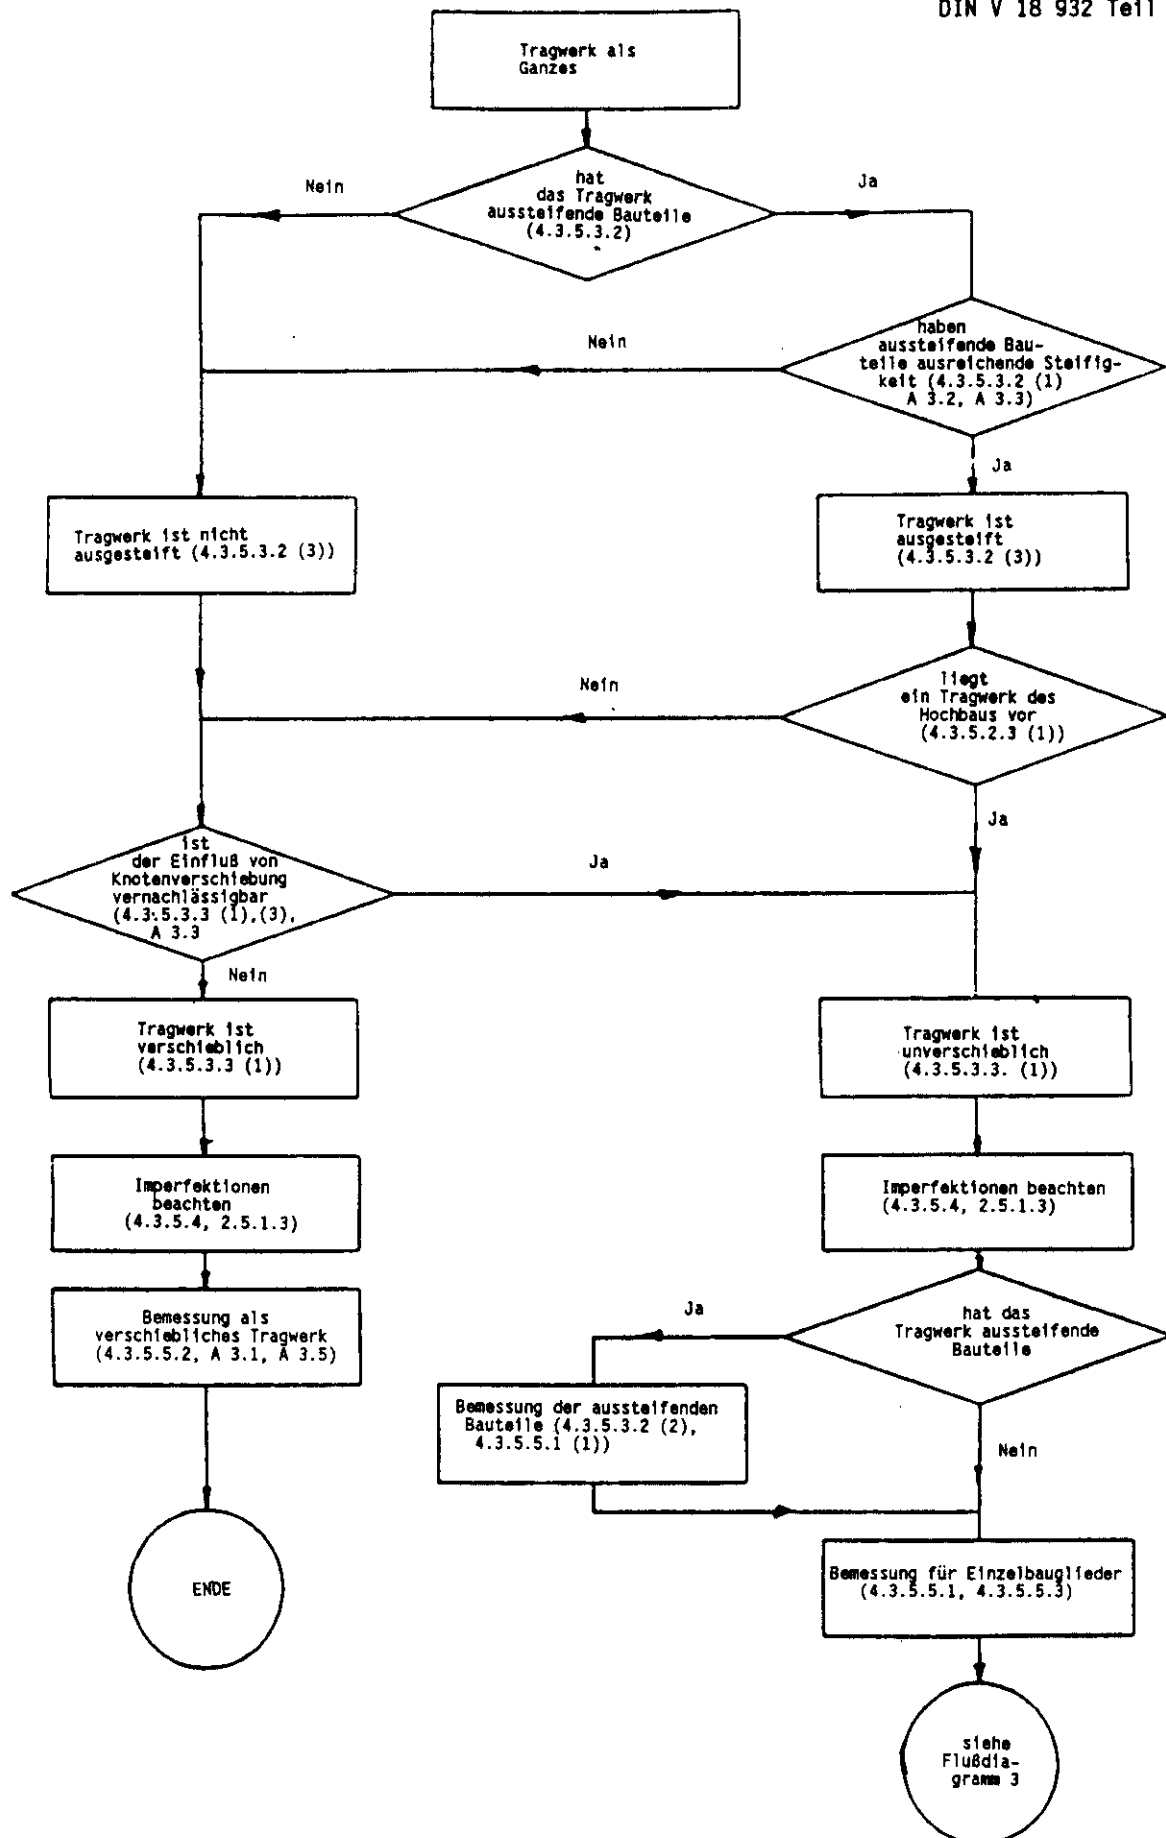 DIN V 18 932 Teil
Tragwerk als
Ganzes
hat
das Tragwerk
aussteifende Bauteile
(4.3.5.3.2)
Nein
Ja
haben
aussteifende Bau-
teile ausreichende Steifig-
keit (4.3.5.3.2 (1)
A 3.2, A 3.3)
Nein
Ja
Tragwerk ist nicht
ausgesteift (4.3.5.3.2 (3))
Tragwerk ist
ausgesteift
(4.3.5.3.2 (3))
liegt
ein Tragwerk des
Hochbaus vor
(4.3.5.2.3 (1))
Nein
Ja
ist
der Einfluß von
Knotenverschiebung
vernachlässigbar
(4.3.5.3.3 (1),(3),
A 3.3
Ja
Nein
Tragwerk ist
verschieblich
(4.3.5.3.3 (1))
Tragwerk ist
unverschieblich
(4.3.5.3.3. (1))
Imperfektionen
beachten
(4.3.5.4, 2.5.1.3)
Imperfektionen beachten
(4.3.5.4, 2.5.1.3)
Bemessung als
verschiebliches Tragwerk
(4.3.5.5.2, A 3.1, A 3.5)
hat das
Tragwerk aussteifende
Bauteile
Ja
Nein
Bemessung der aussteifenden
Bauteile (4.3.5.3.2 (2),
4.3.5.5.1 (1))
ENDE
Bemessung für Einzelbauglieder
(4.3.5.5.1, 4.3.5.5.3)
siehe
Flußdia-
gramm 3